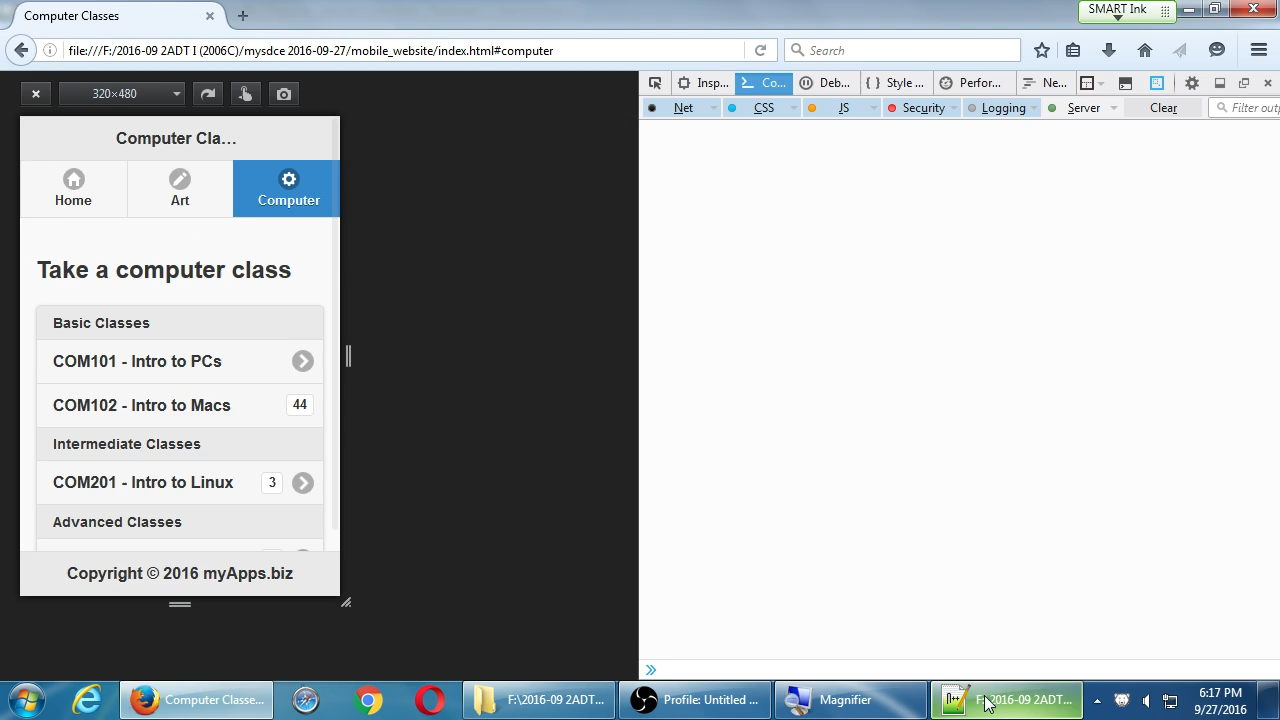 Computer Classes
SMART Ink
file:///F:/2016-09 2ADT I (2006C)/mysdce 2016-09-27/mobile_website/index.html#computer
Search
320×480
Insp...
Co...
Deb...
{ } Style ...
Perfor...
Ne...
Net
CSS
JS
Security
Logging
Server
Clear
Filter outp
Computer Cla...
Home
Art
Computer
Take a computer class
Basic Classes
COM101 - Intro to PCs
COM102 - Intro to Macs 44
Intermediate Classes
COM201 - Intro to Linux 3
Advanced Classes
Copyright © 2016 myApps.biz
Computer Classe...
F:\2016-09 2ADT...
Profile: Untitled ...
Magnifier
F:\2016-09 2ADT...
6:17 PM
9/27/2016